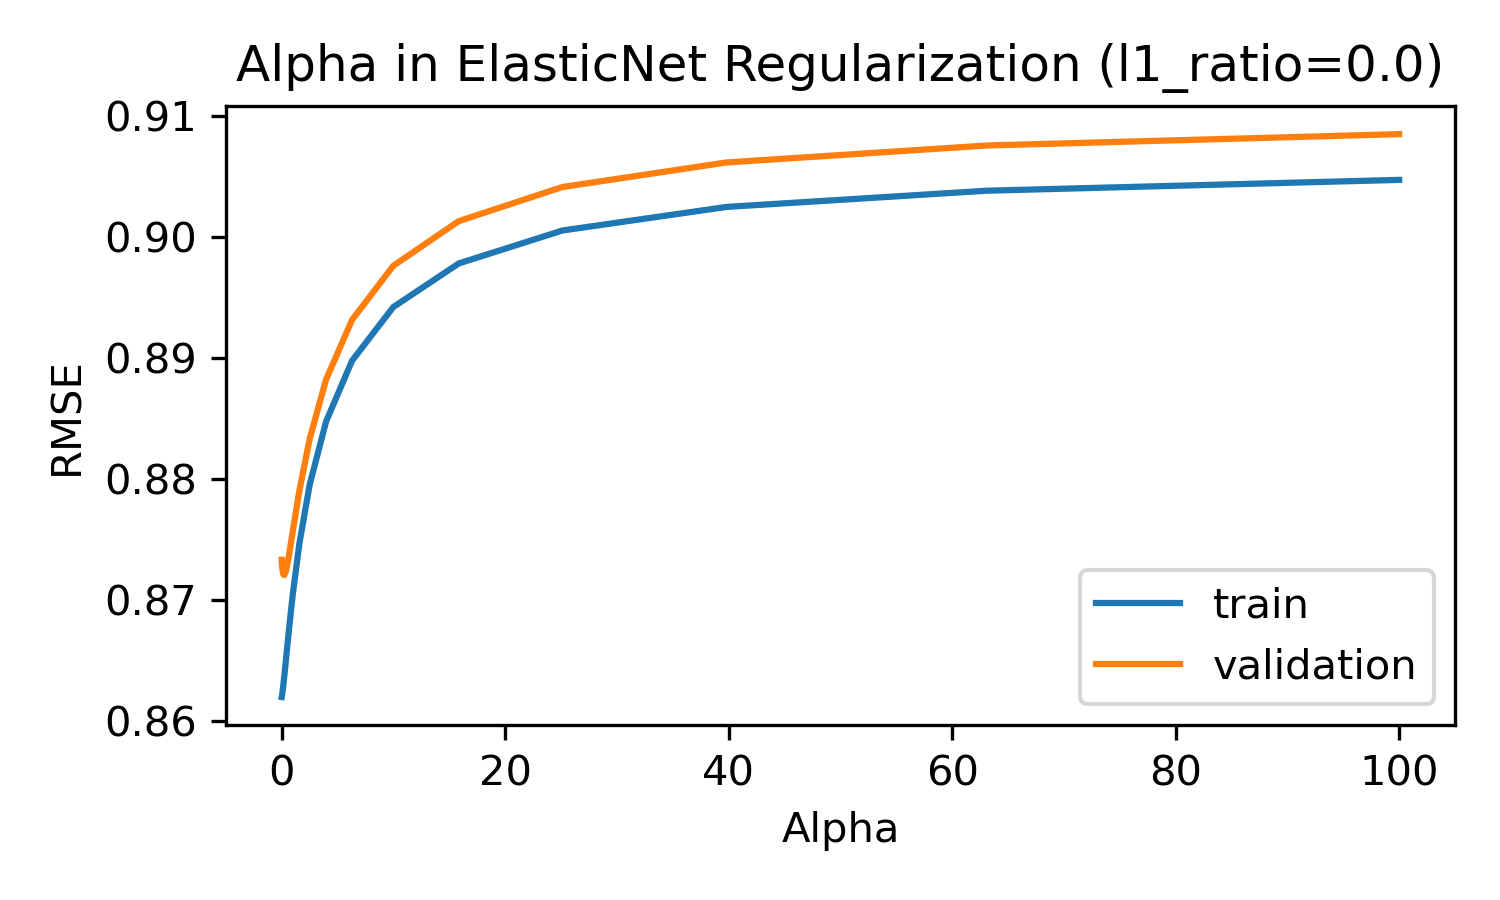 Alpha in ElasticNet Regularization (l1_ratio=0.0)
0.91
0.90
0.89
0.88
0.87
0.86
RMSE
train
validation
0 20 40 60 80 100
Alpha